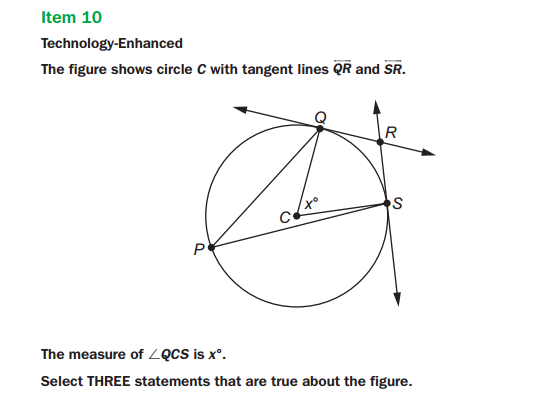 Item 10
Technology-Enhanced
The figure shows circle C with tangent lines QR and SR.
Q
R
x°
S
C
P
The measure of ∠QCS is x°.
Select THREE statements that are true about the figure.